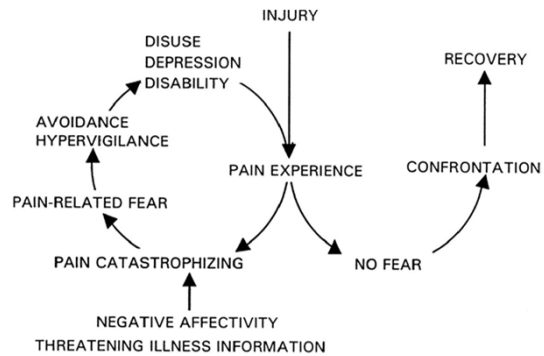 INJURY
DISUSE
DEPRESSION
DISABILITY
RECOVERY
AVOIDANCE
HYPERVIGILANCE
PAIN EXPERIENCE
CONFRONTATION
PAIN-RELATED FEAR
PAIN CATASTROPHIZING
NO FEAR
NEGATIVE AFFECTIVITY
THREATENING ILLNESS INFORMATION